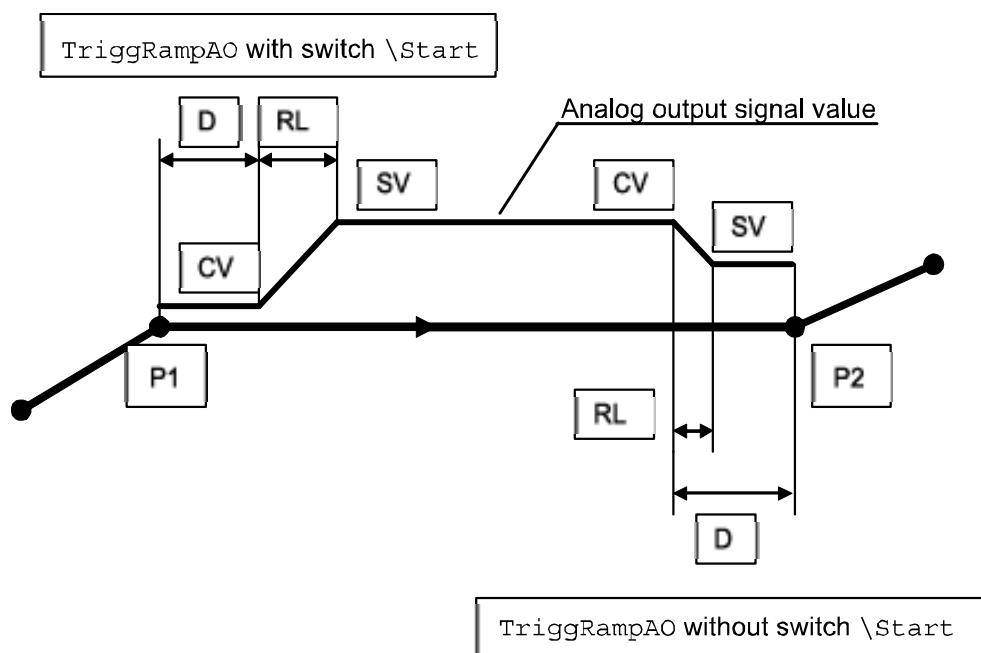 TriggRampAO with switch \Start
D
RL
Analog output signal value
SV
CV
SV
CV
P1
P2
RL
D
TriggRampAO without switch \Start